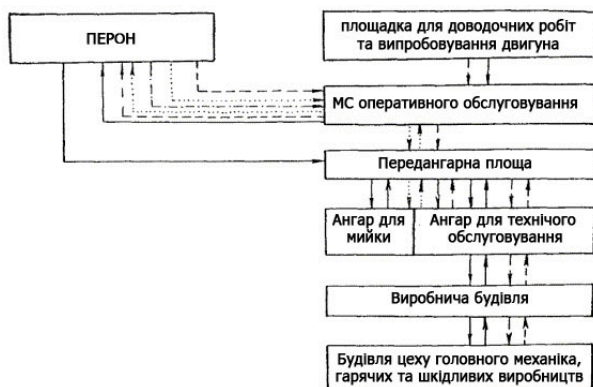 ПЕРОН
площадка для доводочних робіт
та випробовування двигуна
МС оперативного обслуговування
Передангарна площа
Ангар для
мийки
Ангар для технічого
обслуговування
Виробнича будівля
Будівля цеху головного механіка,
гарячих та шкідливих виробництв